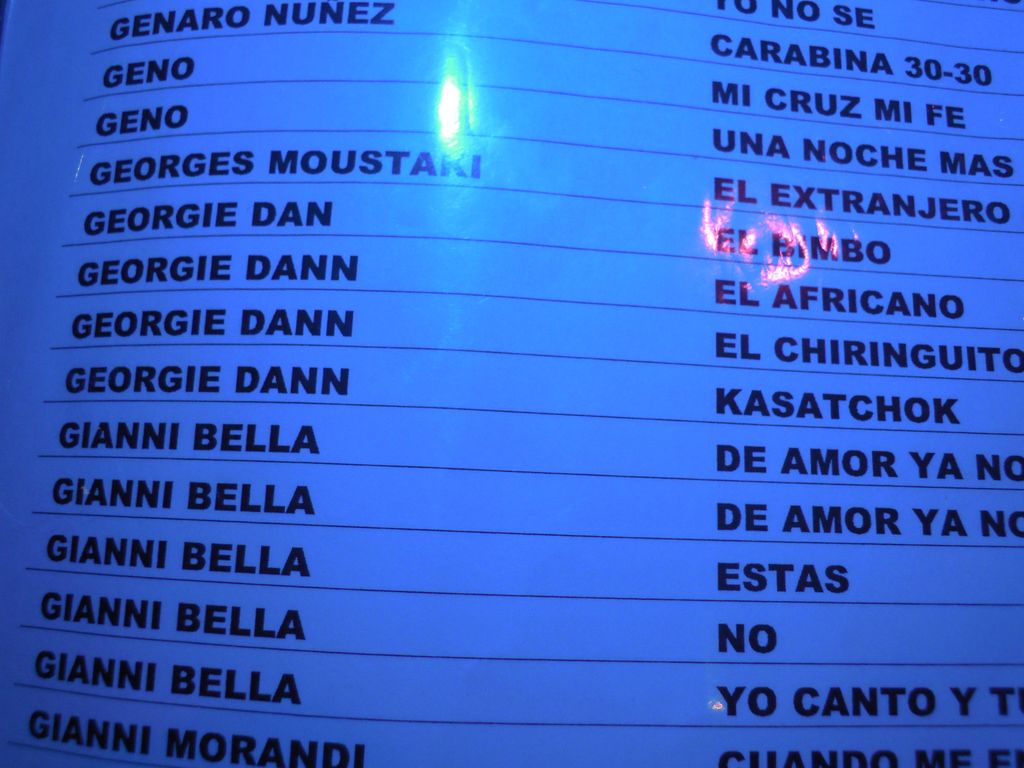 YO NO SE
GENARO NUÑEZ CARABINA 30-30
GENO MI CRUZ MI FE
GENO UNA NOCHE MAS
GEORGES MOUSTAKI EL EXTRANJERO
GEORGIE DAN EL BIMBO
GEORGIE DANN EL AFRICANO
GEORGIE DANN EL CHIRINGUITO
GEORGIE DANN KASATCHOK
GIANNI BELLA DE AMOR YA NO
GIANNI BELLA DE AMOR YA NO
GIANNI BELLA ESTAS
GIANNI BELLA NO
GIANNI BELLA YO CANTO Y TU
GIANNI MORANDI CUANDO ME